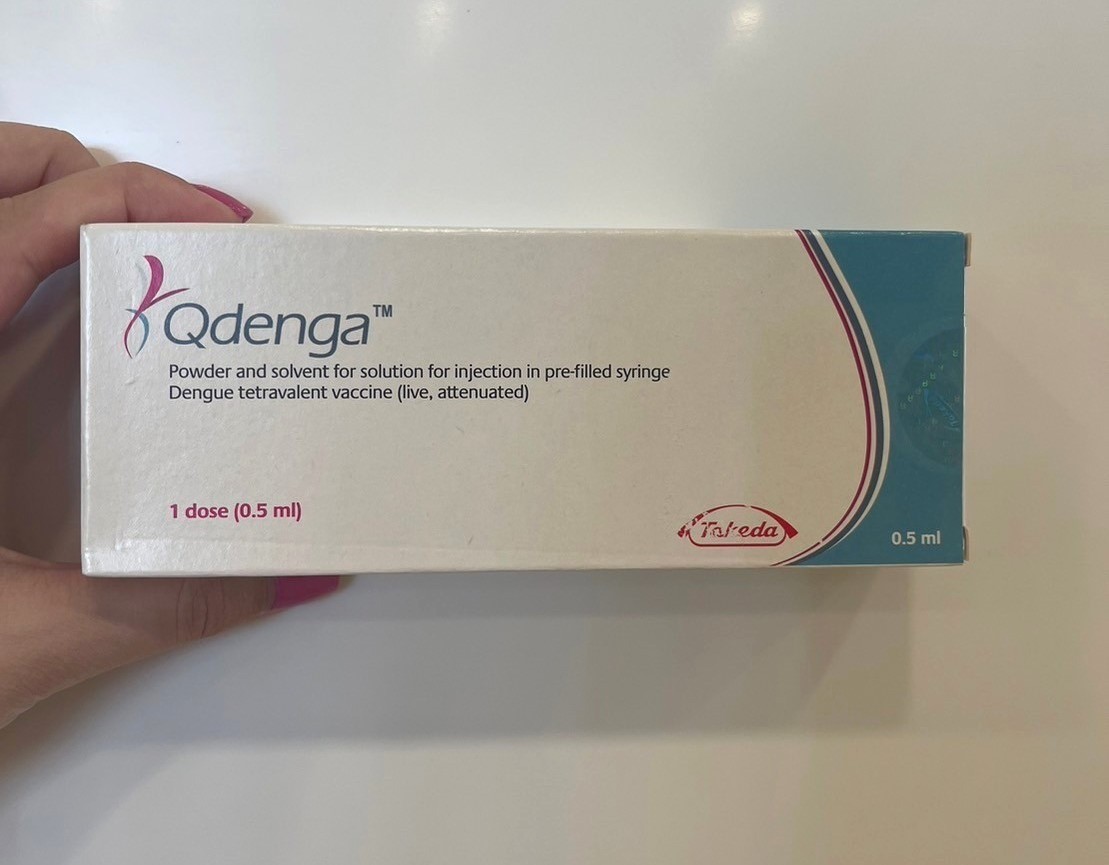 Qdenga™
Powder and solvent for solution for injection in pre-filled syringe
Dengue tetravalent vaccine (live, attenuated)
1 dose (0.5 ml)
Takeda
0.5 ml